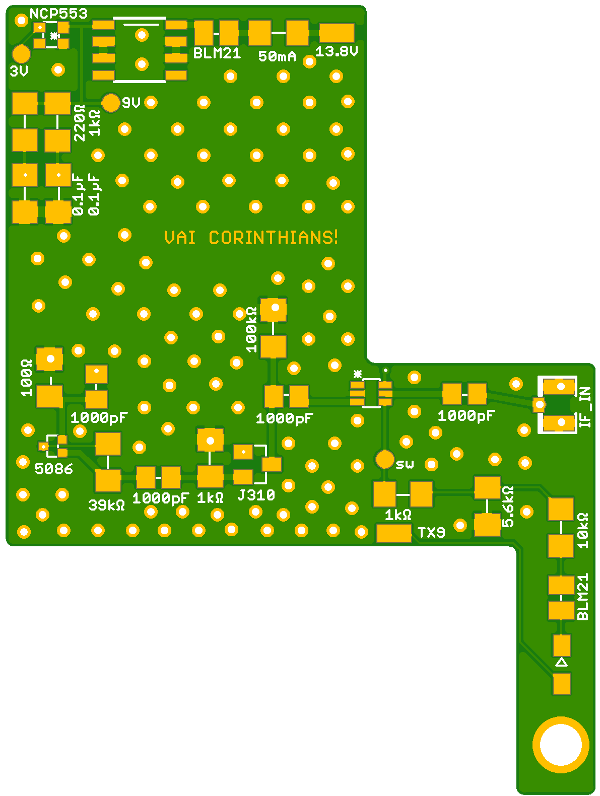 NCP553
3V
BLM21
50mA
13.8V
9V
220Ω
1kΩ
0.1µF
0.1µF
VAI CORINTHIANS!
100kΩ
100Ω
1000pF
1000pF
1000pF
IF_IN
5086
39kΩ
1000pF
1kΩ
J310
sw
1kΩ
5.6kΩ
TX9
10kΩ
BLM21